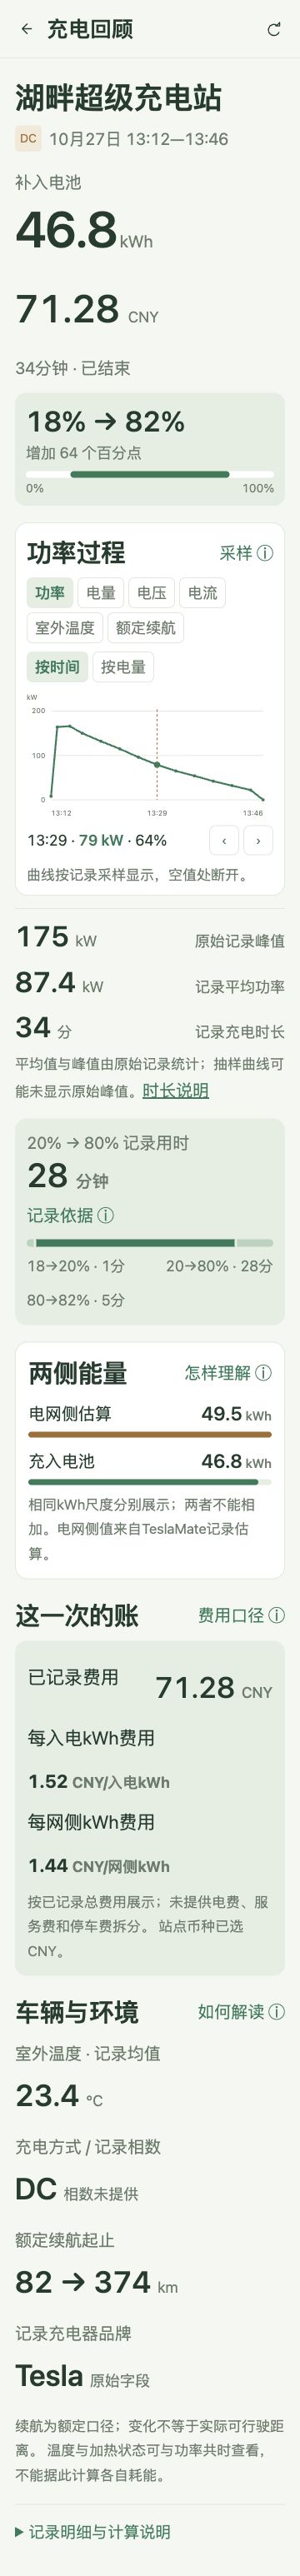 ← 充电回顾
湖畔超级充电站
DC 10月27日 13:12—13:46
补入电池
46.8 kWh
71.28 CNY
34分钟 · 已结束
18% → 82%
增加 64 个百分点
0% 100%
功率过程 采样 ⓘ
功率 电量 电压 电流
室外温度 额定续航
按时间 按电量
kW
200
100
0
13:12 13:29 13:46
13:29 · 79 kW · 64% ‹ ›
曲线按记录采样显示，空值处断开。
175 kW 原始记录峰值
87.4 kW 记录平均功率
34 分 记录充电时长
平均值与峰值由原始记录统计；抽样曲线可
能未显示原始峰值。时长说明
20% → 80% 记录用时
28 分钟
记录依据 ⓘ
18→20% · 1分 20→80% · 28分
80→82% · 5分
两侧能量 怎样理解 ⓘ
电网侧估算 49.5 kWh
充入电池 46.8 kWh
相同kWh尺度分别展示；两者不能相
加。电网侧值来自TeslaMate记录估
算。
这一次的账 费用口径 ⓘ
已记录费用 71.28 CNY
每入电kWh费用
1.52 CNY/入电kWh
每网侧kWh费用
1.44 CNY/网侧kWh
按已记录总费用展示；未提供电费、服
务费和停车费拆分。 站点币种已选
CNY。
车辆与环境 如何解读 ⓘ
室外温度 · 记录均值
23.4 °C
充电方式 / 记录相数
DC 相数未提供
额定续航起止
82 → 374 km
记录充电器品牌
Tesla 原始字段
续航为额定口径；变化不等于实际可行驶距
离。 温度与加热状态可与功率共时查看，
不能据此计算各自耗能。
▶ 记录明细与计算说明